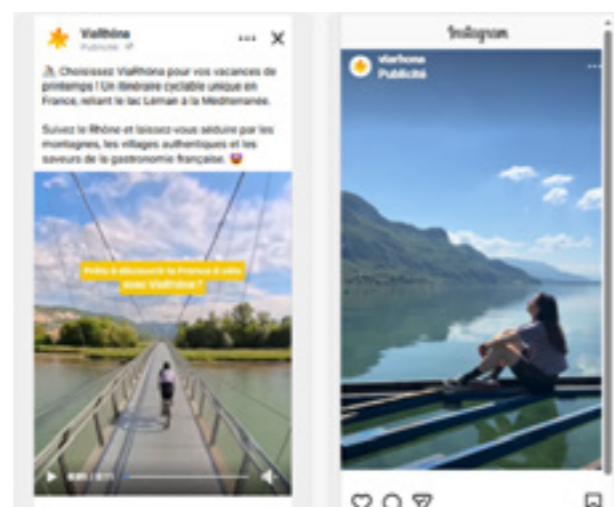 ViaRhôna
Publicité
Choisissez ViaRhôna pour vos vacances de
printemps ! Un itinéraire cyclable unique en
France, reliant le lac Léman à la Méditerranée.
Suivez le Rhône et laissez-vous séduire par les
montagnes, les villages authentiques et les
saveurs de la gastronomie française.
Prêts à découvrir la France à vélo
avec ViaRhôna ?
Instagram
viarhona
Publicité